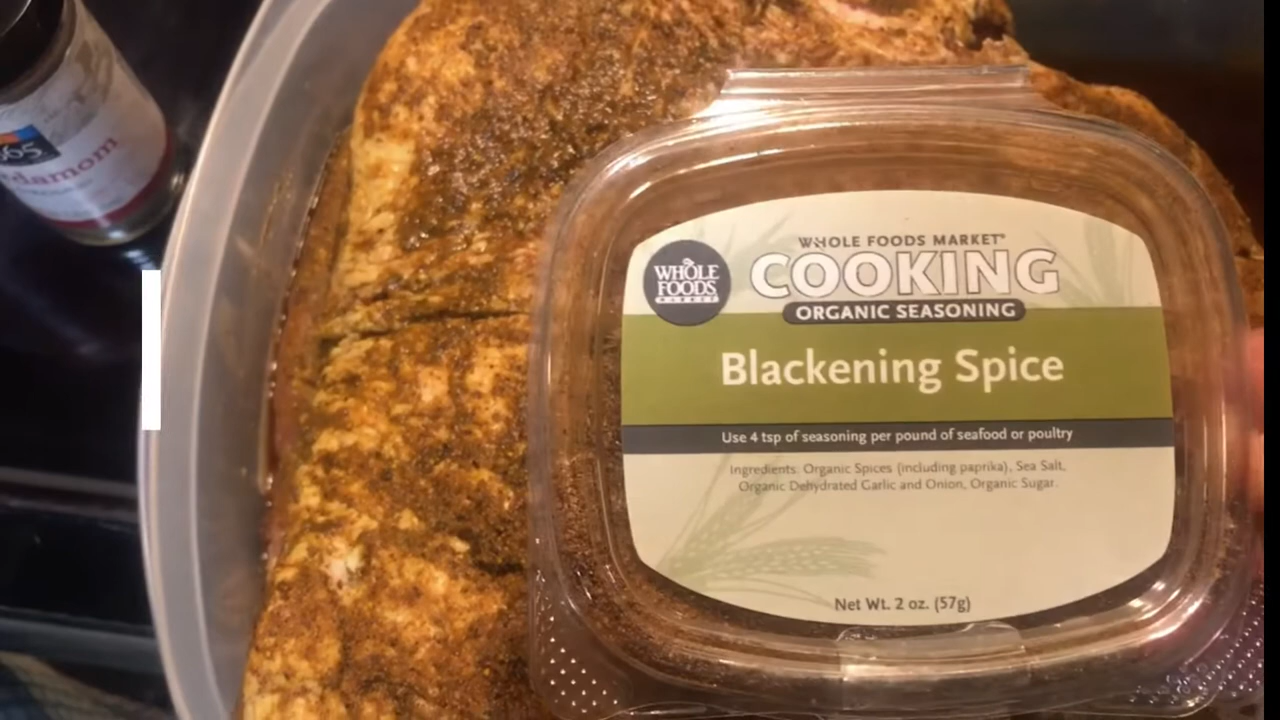 365
WHOLE
FOODS
MARKET
WHOLE FOODS MARKET®
COOKING
ORGANIC SEASONING
Blackening Spice
Use 4 tsp of seasoning per pound of seafood or poultry
Ingredients: Organic Spices (including paprika), Sea Salt,
Organic Dehydrated Garlic and Onion, Organic Sugar.
Net Wt. 2 oz. (57g)